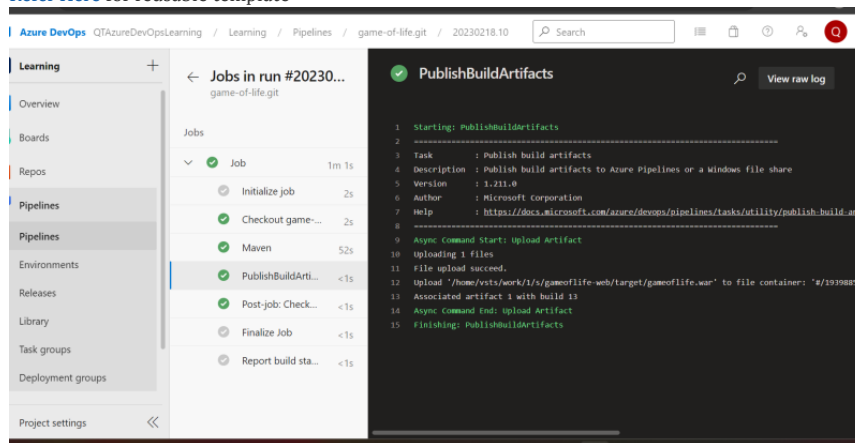 Refer Here for reusable template
Azure DevOps QTAzureDevOpsLearning / Learning / Pipelines / game-of-life.git / 20230218.10
Search
Q
Learning
Overview
Boards
Repos
Pipelines
Pipelines
Environments
Releases
Library
Task groups
Deployment groups
Project settings
Jobs in run #20230...
game-of-life.git
Jobs
Job 1m 1s
Initialize job 2s
Checkout game-... 2s
Maven 52s
PublishBuildArti... <1s
Post-job: Check... <1s
Finalize Job <1s
Report build sta... <1s
PublishBuildArtifacts
View raw log
1 Starting: PublishBuildArtifacts
2 ==============================================================================
3 Task : Publish build artifacts
4 Description : Publish build artifacts to Azure Pipelines or a Windows file share
5 Version : 1.211.0
6 Author : Microsoft Corporation
7 Help : https://docs.microsoft.com/azure/devops/pipelines/tasks/utility/publish-build-ar
8 ==============================================================================
9 Async Command Start: Upload Artifact
10 Uploading 1 files
11 File upload succeed.
12 Upload '/home/vsts/work/1/s/gameoflife-web/target/gameoflife.war' to file container: '#/1939885
13 Associated artifact 1 with build 13
14 Async Command End: Upload Artifact
15 Finishing: PublishBuildArtifacts